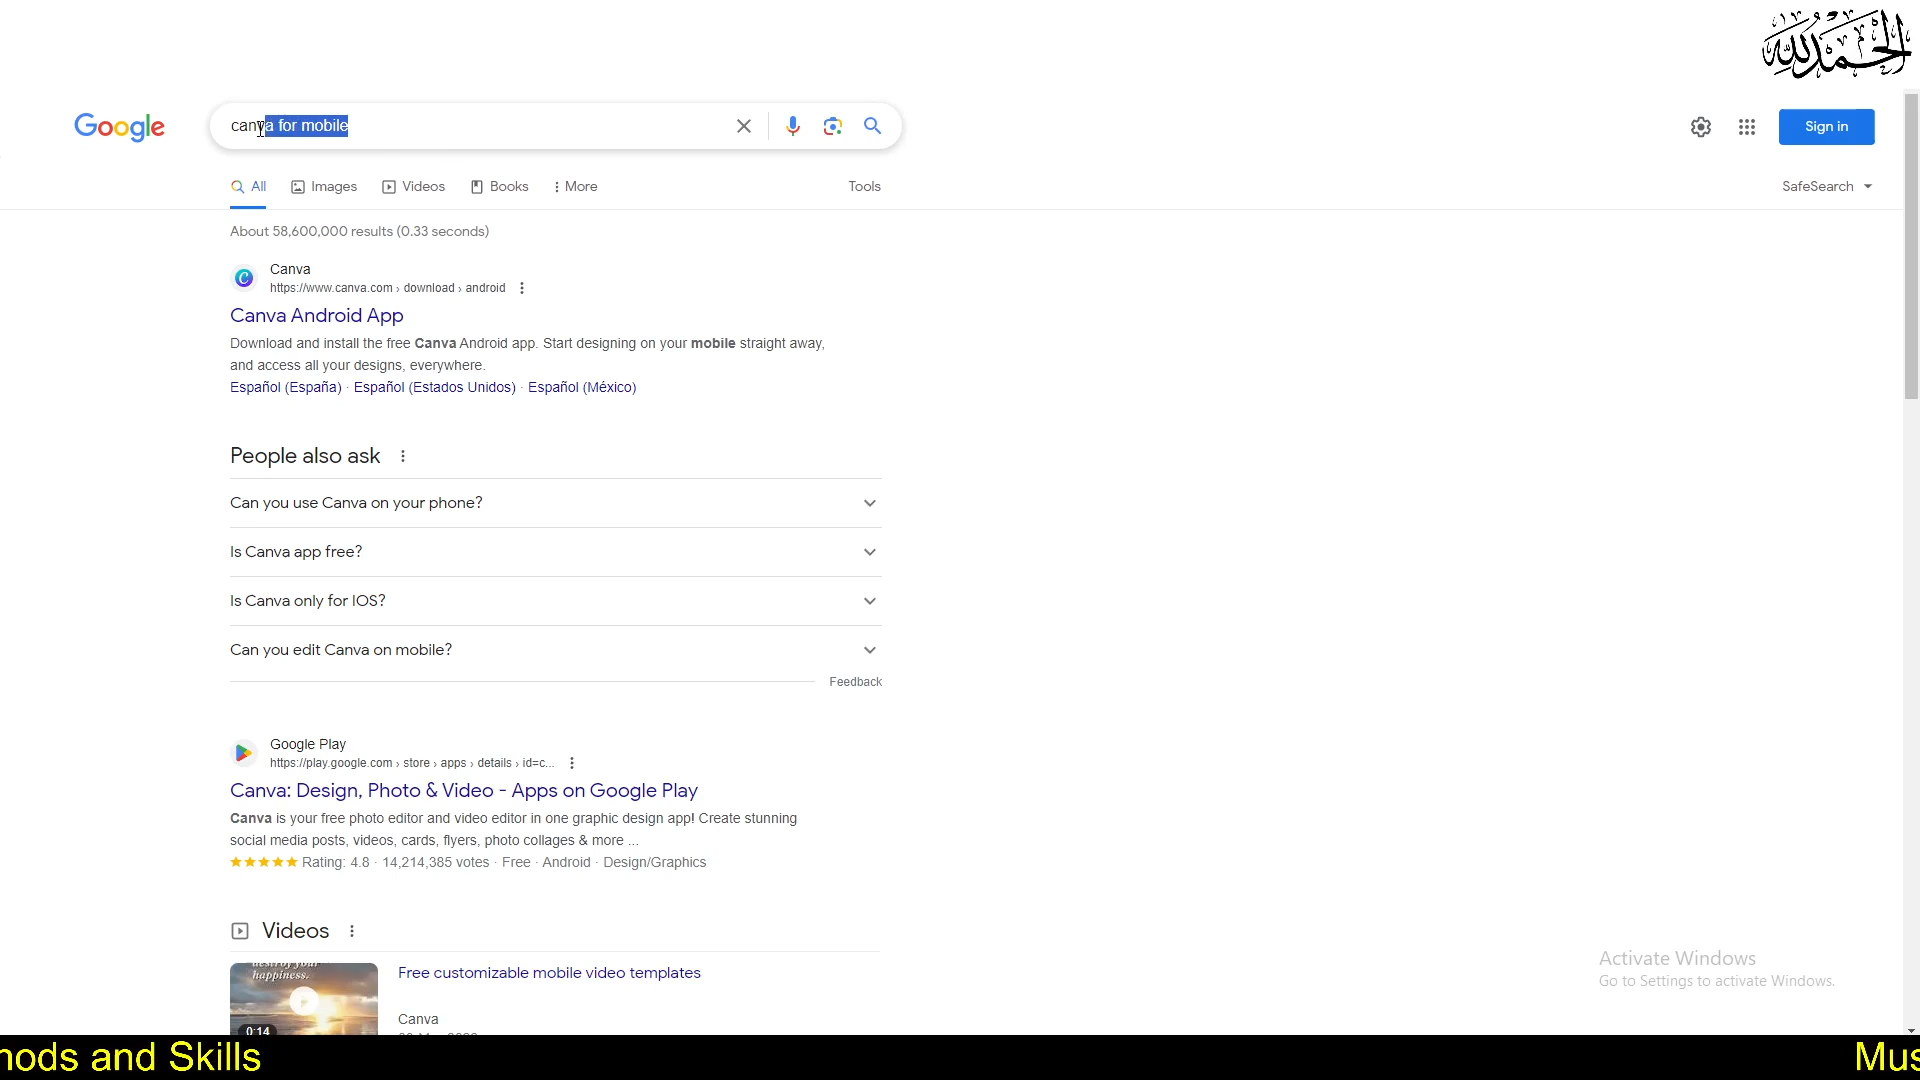 الحمد لله
Google
canva for mobile
Sign in
All
Images
Videos
Books
More
Tools
SafeSearch
About 58,600,000 results (0.33 seconds)
Canva
https://www.canva.com › download › android
Canva Android App
Download and install the free Canva Android app. Start designing on your mobile straight away,
and access all your designs, everywhere.
Español (España) · Español (Estados Unidos) · Español (México)
People also ask
Can you use Canva on your phone?
Is Canva app free?
Is Canva only for IOS?
Can you edit Canva on mobile?
Feedback
Google Play
https://play.google.com › store › apps › details › id=c...
Canva: Design, Photo & Video - Apps on Google Play
Canva is your free photo editor and video editor in one graphic design app! Create stunning
social media posts, videos, cards, flyers, photo collages & more ...
Rating: 4.8 · 14,214,385 votes · Free · Android · Design/Graphics
Videos
happiness.
0:14
Free customizable mobile video templates
Canva
Activate Windows
Go to Settings to activate Windows.
hods and Skills
Mus